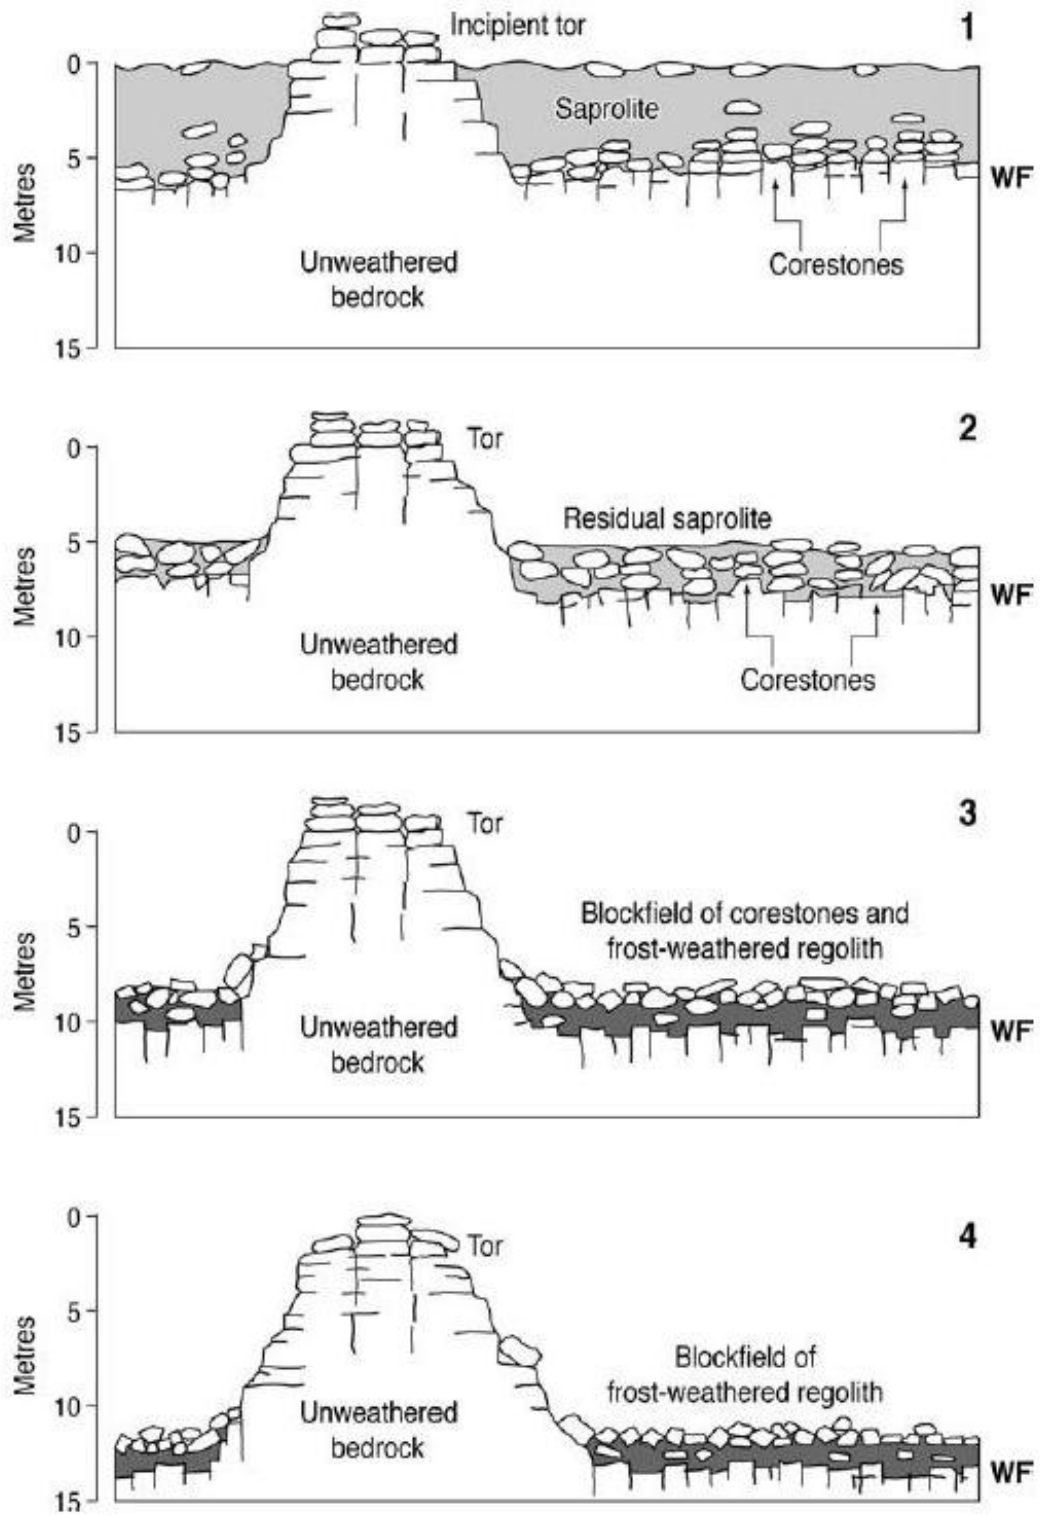 Incipient tor
1
0
Saprolite
5
WF
Metres
10
Unweathered
bedrock
Corestones
15
2
Tor
0
Residual saprolite
5
WF
Metres
10
Unweathered
bedrock
Corestones
15
3
Tor
0
Blockfield of corestones and
frost-weathered regolith
5
Metres
10
Unweathered
bedrock
WF
15
4
0
Tor
5
Metres
Blockfield of
frost-weathered regolith
10
Unweathered
bedrock
WF
15